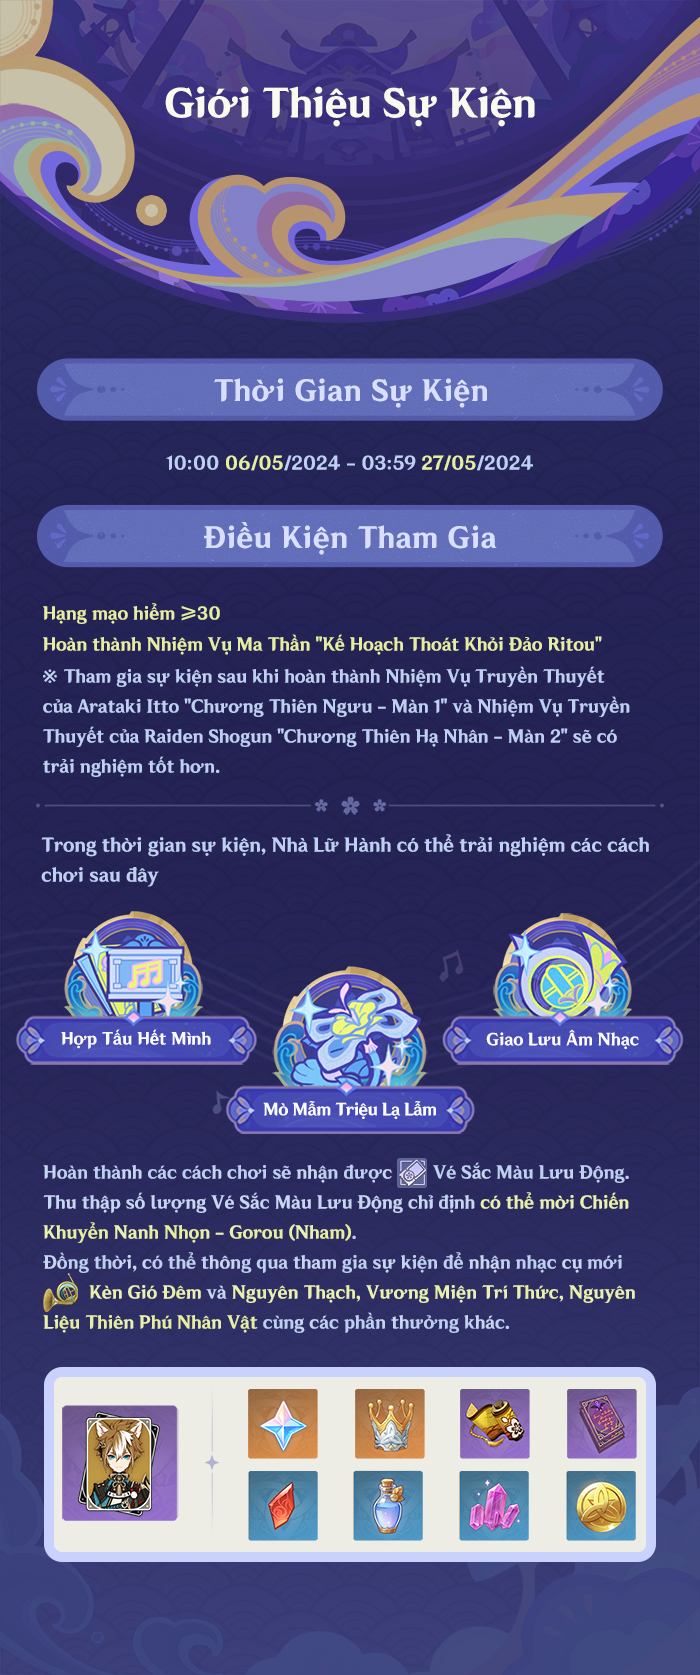 Giới Thiệu Sự Kiện
Thời Gian Sự Kiện
10:00 06/05/2024 - 03:59 27/05/2024
Điều Kiện Tham Gia
Hạng mạo hiểm ≥30
Hoàn thành Nhiệm Vụ Ma Thần "Kế Hoạch Thoát Khỏi Đảo Ritou"
※ Tham gia sự kiện sau khi hoàn thành Nhiệm Vụ Truyền Thuyết
của Arataki Itto "Chương Thiên Ngưu - Màn 1" và Nhiệm Vụ Truyền
Thuyết của Raiden Shogun "Chương Thiên Hạ Nhân - Màn 2" sẽ có
trải nghiệm tốt hơn.
Trong thời gian sự kiện, Nhà Lữ Hành có thể trải nghiệm các cách
chơi sau đây
Hợp Tấu Hết Mình
Giao Lưu Âm Nhạc
Mò Mẫm Triệu Lạ Lẫm
Hoàn thành các cách chơi sẽ nhận được Vé Sắc Màu Lưu Động.
Thu thập số lượng Vé Sắc Màu Lưu Động chỉ định có thể mời Chiến
Khuyển Nanh Nhọn - Gorou (Nham).
Đồng thời, có thể thông qua tham gia sự kiện để nhận nhạc cụ mới
Kèn Gió Đêm và Nguyên Thạch, Vương Miện Trí Thức, Nguyên
Liệu Thiên Phú Nhân Vật cùng các phần thưởng khác.